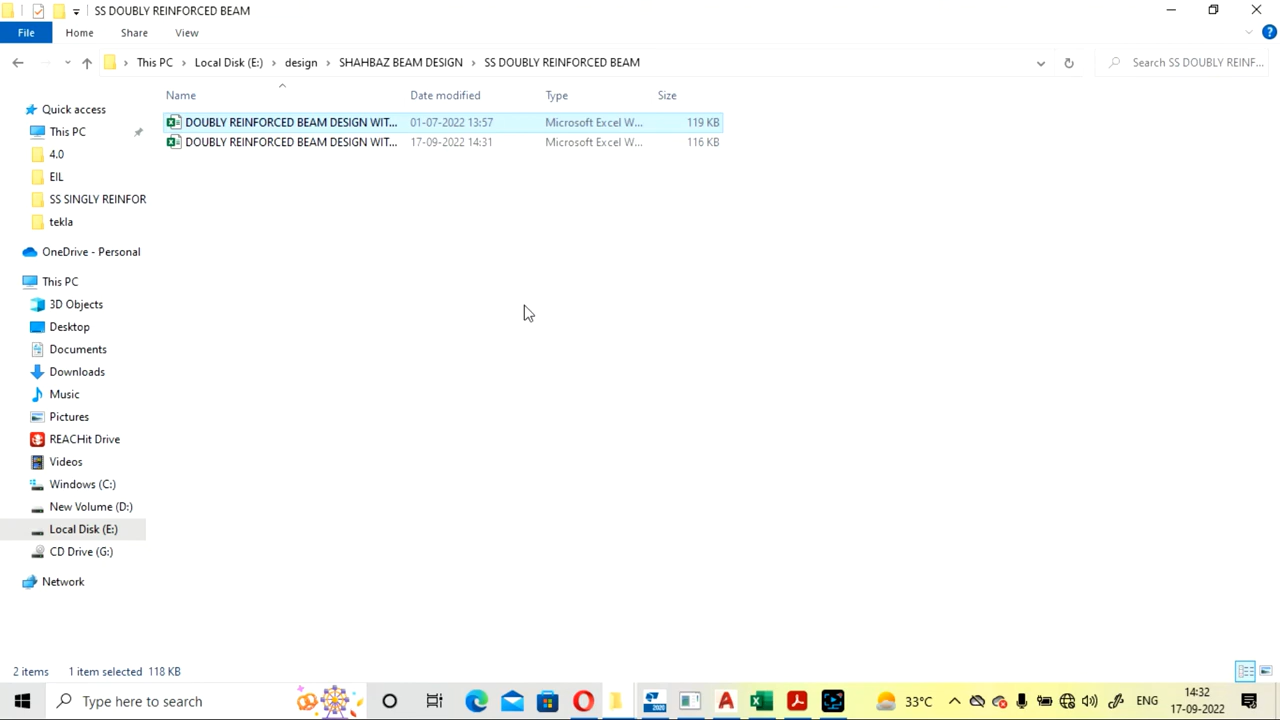 SS DOUBLY REINFORCED BEAM
File Home Share View
This PC Local Disk (E:) design SHAHBAZ BEAM DESIGN SS DOUBLY REINFORCED BEAM
Search SS DOUBLY REINF...
Name Date modified Type Size
DOUBLY REINFORCED BEAM DESIGN WIT... 01-07-2022 13:57 Microsoft Excel W... 119 KB
DOUBLY REINFORCED BEAM DESIGN WIT... 17-09-2022 14:31 Microsoft Excel W... 116 KB
Quick access
This PC
4.0
EIL
SS SINGLY REINFOR
tekla
OneDrive - Personal
This PC
3D Objects
Desktop
Documents
Downloads
Music
Pictures
REACHit Drive
Videos
Windows (C:)
New Volume (D:)
Local Disk (E:)
CD Drive (G:)
Network
2 items 1 item selected 118 KB
Type here to search
2020
33°C
ENG
14:32
17-09-2022